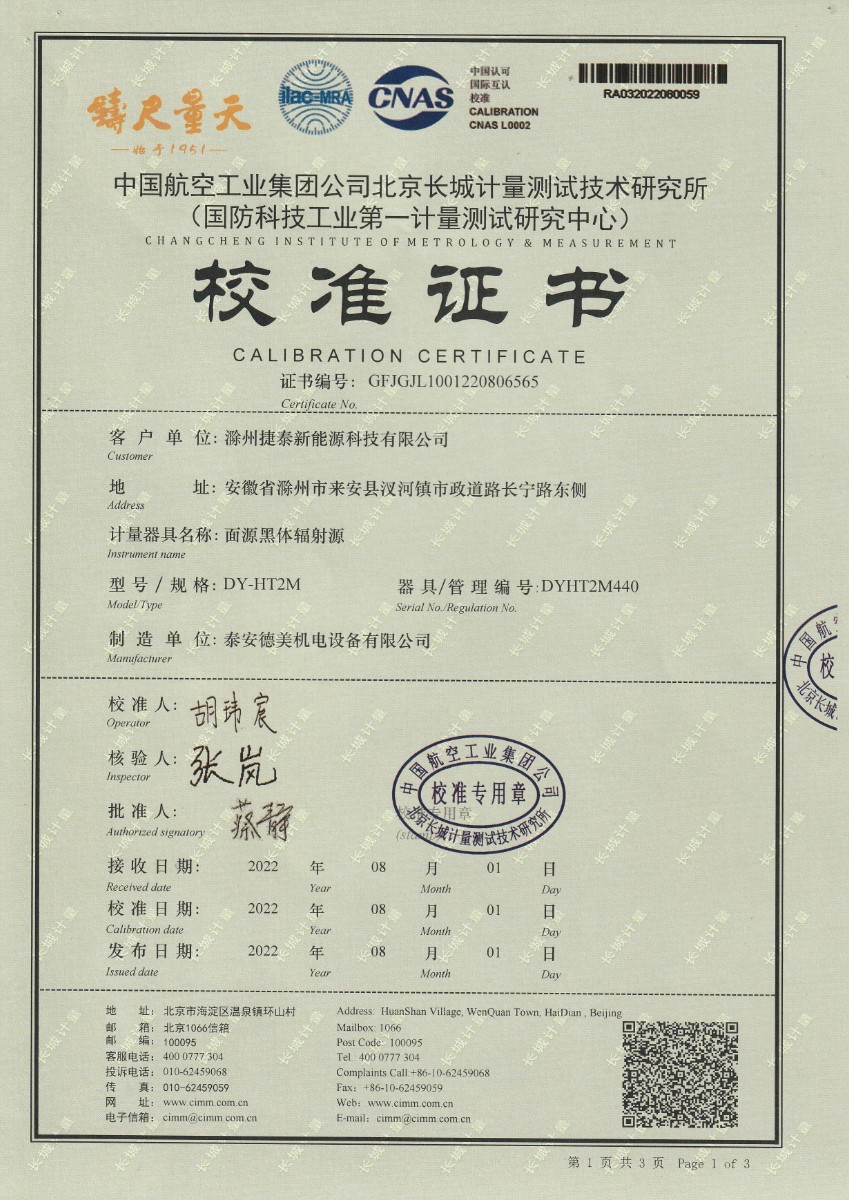 鑄尺量天
始于1951
ilac-MRA
CNAS
中国认可
国际互认
校准
CALIBRATION
CNAS L0002
RA032022080059
中国航空工业集团公司北京长城计量测试技术研究所
（国防科技工业第一计量测试研究中心）
CHANGCHENG INSTITUTE OF METROLOGY & MEASUREMENT
校准证书
CALIBRATION CERTIFICATE
证书编号： GFJGJL1001220806565
Certificate No.
客户单位: 滁州捷泰新能源科技有限公司
Customer
地址: 安徽省滁州市来安县汊河镇市政道路长宁路东侧
Address
计量器具名称: 面源黑体辐射源
Instrument name
型号/规格: DY-HT2M 器具/管理编号: DYHT2M440
Model/Type Serial No./Regulation No.
制造单位: 泰安德美机电设备有限公司
Manufacturer
校准人: 胡玮宸
Operator
核验人: 张岚
Inspector
批准人: 蔡静
Authorized signatory
中国航空工业集团公司
校准专用章
北京长城计量测试技术研究所
接收日期: 2022 年 08 月 01 日
Received date Year Month Day
校准日期: 2022 年 08 月 01 日
Calibration date Year Month Day
发布日期: 2022 年 08 月 01 日
Issued date Year Month Day
地址: 北京市海淀区温泉镇环山村 Address: HuanShan Village, WenQuan Town, HaiDian , Beijing
邮箱: 北京1066信箱 Mailbox: 1066
邮编: 100095 Post Code: 100095
客服电话: 400 0777 304 Tel 400 0777 304
投诉电话: 010-62459068 Complaints Call:+86-10-62459068
传真: 010-62459059 Fax: +86-10-62459059
网址: www.cimm.com.cn Web: www.cimm.com.cn
电子信箱: cimm@cimm.com.cn E-mail: cimm@cimm.com.cn
第 1 页 共 3 页 Page 1 of 3